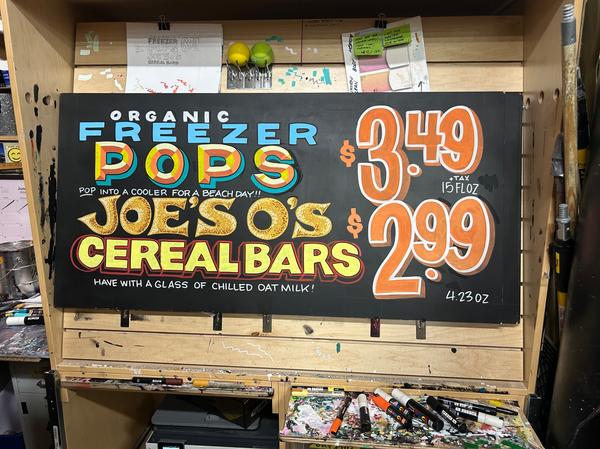 ORGANIC
FREEZER
POPS
POP INTO A COOLER FOR A BEACH DAY!!
$3.49
+TAX
15 FL OZ
JOE'S O'S
CEREAL BARS
$2.99
HAVE WITH A GLASS OF CHILLED OAT MILK!
4.23 OZ